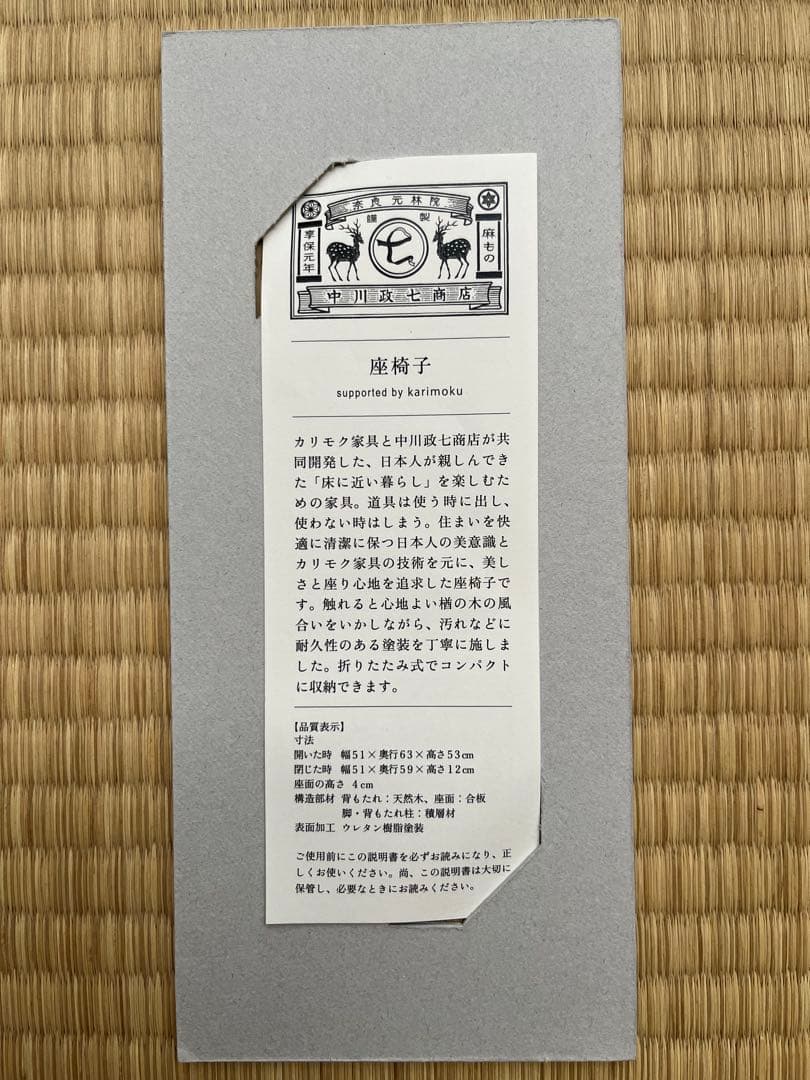 奈良元林院
謹製
享保元年
七
麻もの
中川政七商店
座椅子
supported by karimoku
カリモク家具と中川政七商店が共
同開発した、日本人が親しんでき
た「床に近い暮らし」を楽しむた
めの家具。道具は使う時に出し、
使わない時はしまう。住まいを快
適に清潔に保つ日本人の美意識と
カリモク家具の技術を元に、美し
さと座り心地を追求した座椅子で
す。触れると心地よい楢の木の風
合いをいかしながら、汚れなどに
耐久性のある塗装を丁寧に施しま
した。折りたたみ式でコンパクト
に収納できます。
【品質表示】
寸法
開いた時 幅51×奥行63×高さ53cm
閉じた時 幅51×奥行59×高さ12cm
座面の高さ 4cm
構造部材 背もたれ：天然木、座面：合板
脚・背もたれ柱：積層材
表面加工 ウレタン樹脂塗装
ご使用前にこの説明書を必ずお読みになり、正
しくお使いください。尚、この説明書は大切に
保管し、必要なときにお読みください。